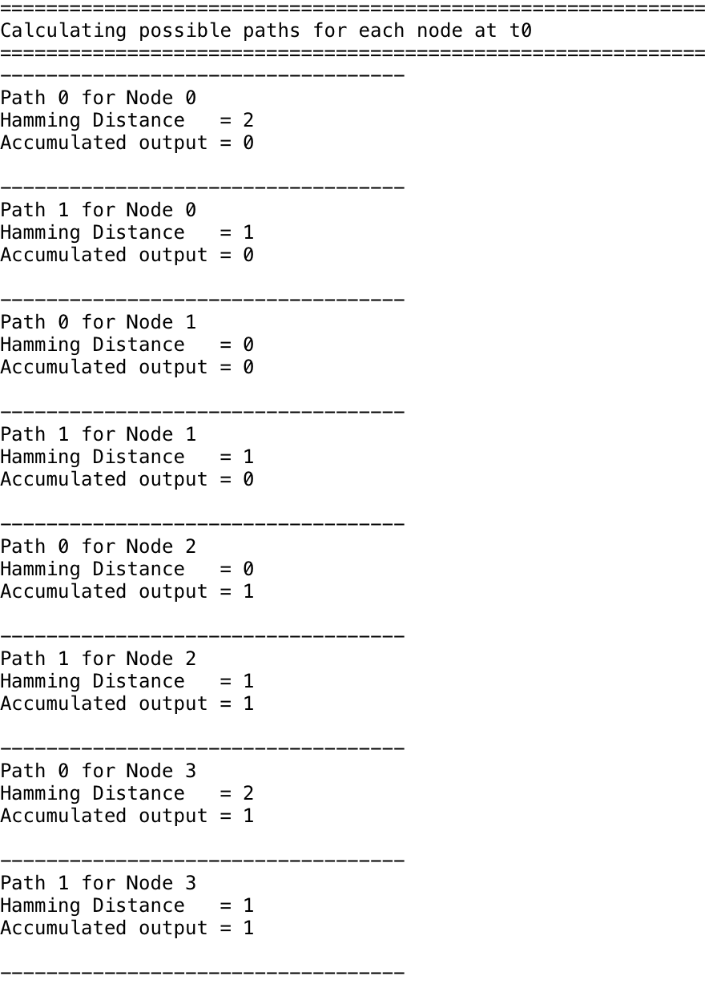 =============================================================
Calculating possible paths for each node at t0
=============================================================
-----------------------------------
Path 0 for Node 0
Hamming Distance   = 2
Accumulated output = 0
-----------------------------------
Path 1 for Node 0
Hamming Distance   = 1
Accumulated output = 0
-----------------------------------
Path 0 for Node 1
Hamming Distance   = 0
Accumulated output = 0
-----------------------------------
Path 1 for Node 1
Hamming Distance   = 1
Accumulated output = 0
-----------------------------------
Path 0 for Node 2
Hamming Distance   = 0
Accumulated output = 1
-----------------------------------
Path 1 for Node 2
Hamming Distance   = 1
Accumulated output = 1
-----------------------------------
Path 0 for Node 3
Hamming Distance   = 2
Accumulated output = 1
-----------------------------------
Path 1 for Node 3
Hamming Distance   = 1
Accumulated output = 1
-----------------------------------